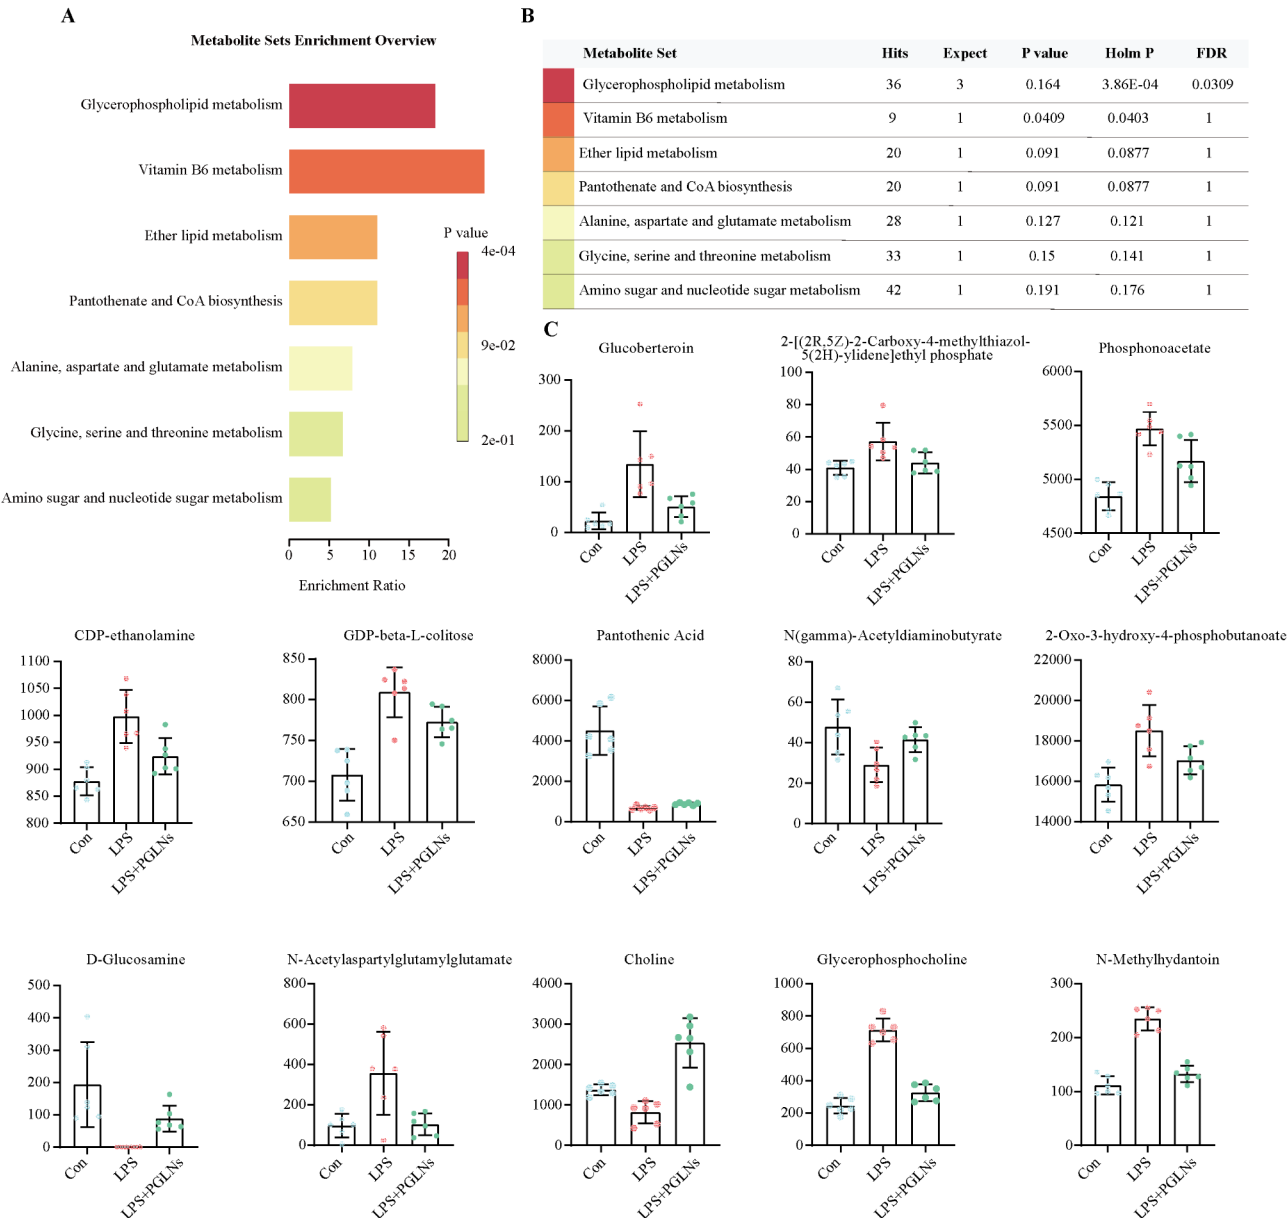 A
Metabolite Sets Enrichment Overview
Glycerophospholipid metabolism
Vitamin B6 metabolism
Ether lipid metabolism
Pantothenate and CoA biosynthesis
Alanine, aspartate and glutamate metabolism
Glycine, serine and threonine metabolism
Amino sugar and nucleotide sugar metabolism
0 5 10 15 20
Enrichment Ratio
P value
4e-04
9e-02
2e-01
B
Metabolite Set Hits Expect P value Holm P FDR
Glycerophospholipid metabolism 36 3 0.164 3.86E-04 0.0309
Vitamin B6 metabolism 9 1 0.0409 0.0403 1
Ether lipid metabolism 20 1 0.091 0.0877 1
Pantothenate and CoA biosynthesis 20 1 0.091 0.0877 1
Alanine, aspartate and glutamate metabolism 28 1 0.127 0.121 1
Glycine, serine and threonine metabolism 33 1 0.15 0.141 1
Amino sugar and nucleotide sugar metabolism 42 1 0.191 0.176 1
C
Glucoberteroin
300
200
100
0
Con LPS LPS+PGLNs
2-[(2R,5Z)-2-Carboxy-4-methylthiazol-
5(2H)-ylidene]ethyl phosphate
100
80
60
40
20
0
Con LPS LPS+PGLNs
Phosphonoacetate
6000
5500
5000
4500
Con LPS LPS+PGLNs
CDP-ethanolamine
1100
1050
1000
950
900
850
800
Con LPS LPS+PGLNs
GDP-beta-L-colitose
850
800
750
700
650
Con LPS LPS+PGLNs
Pantothenic Acid
8000
6000
4000
2000
0
Con LPS LPS+PGLNs
N(gamma)-Acetyldiaminobutyrate
80
60
40
20
0
Con LPS LPS+PGLNs
2-Oxo-3-hydroxy-4-phosphobutanoate
22000
20000
18000
16000
14000
Con LPS LPS+PGLNs
D-Glucosamine
500
400
300
200
100
0
Con LPS LPS+PGLNs
N-Acetylaspartylglutamylglutamate
800
600
400
200
0
Con LPS LPS+PGLNs
Choline
4000
3000
2000
1000
0
Con LPS LPS+PGLNs
Glycerophosphocholine
1000
800
600
400
200
0
Con LPS LPS+PGLNs
N-Methylhydantoin
300
200
100
0
Con LPS LPS+PGLNs